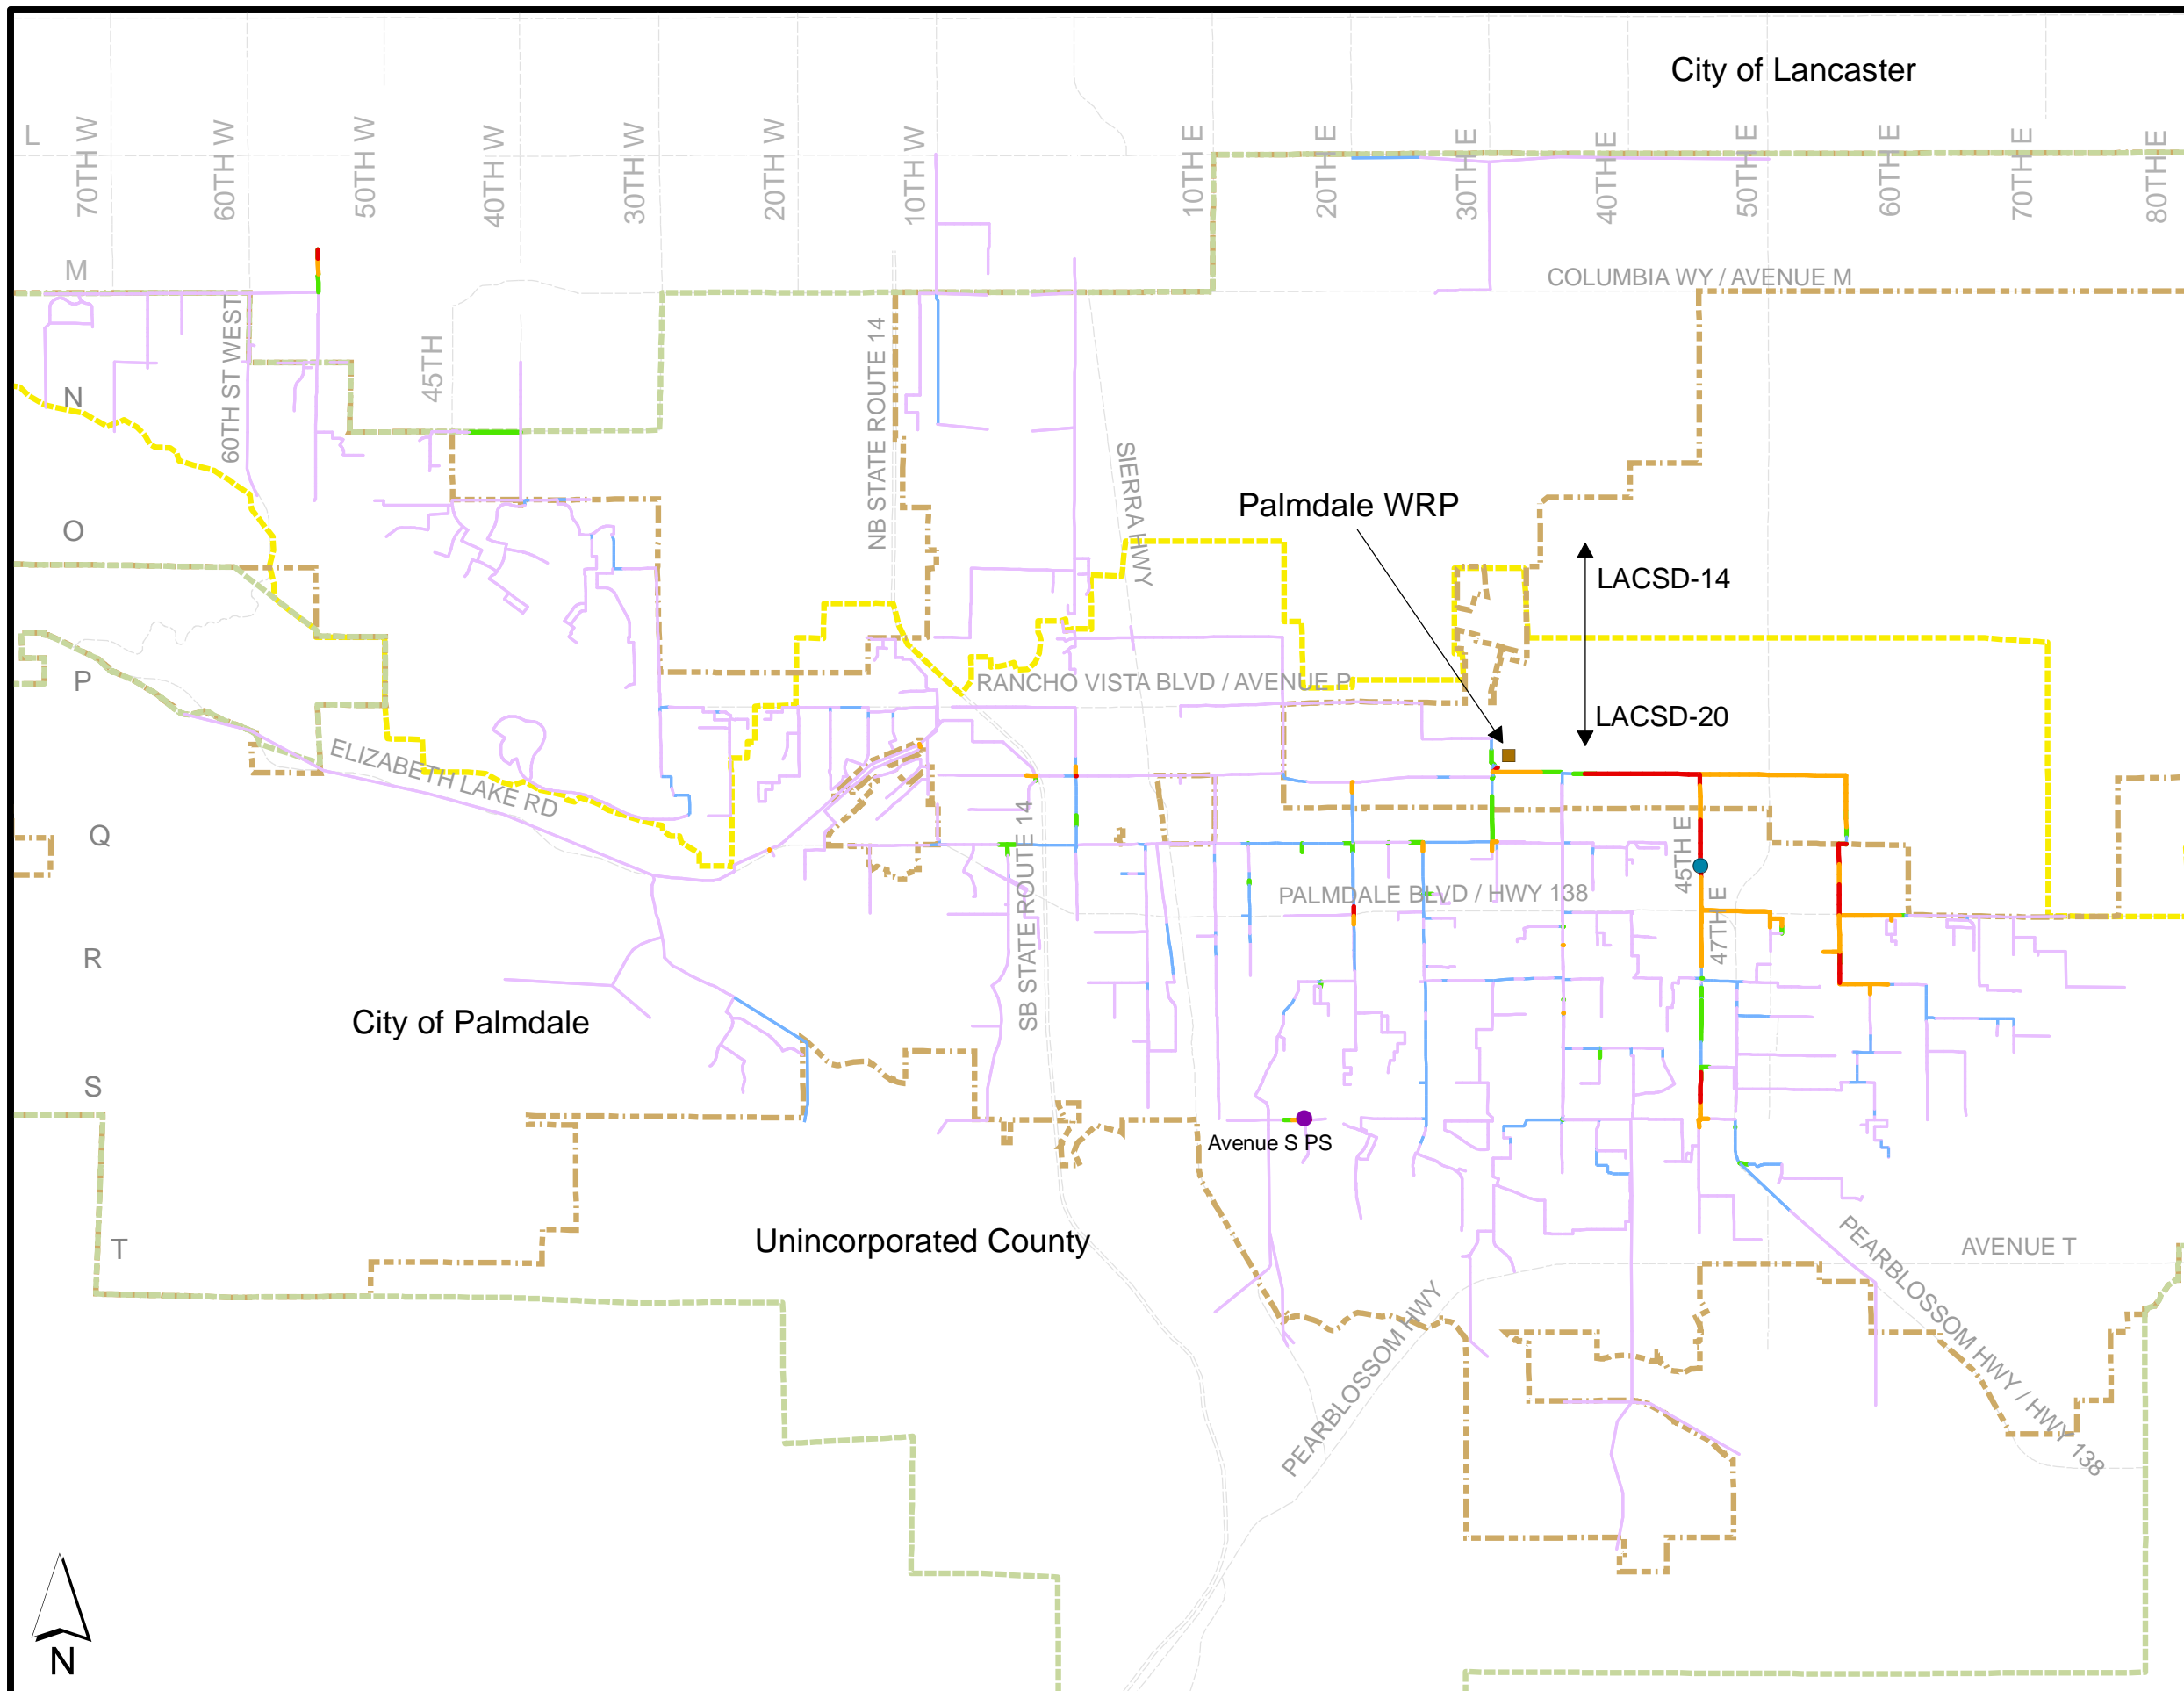 City of Lancaster
L
70TH W
60TH W
50TH W
40TH W
30TH W
20TH W
10TH W
10TH E
20TH E
30TH E
40TH E
50TH E
60TH E
70TH E
80TH E
M
COLUMBIA WY / AVENUE M
60TH ST WEST
45TH
NB STATE ROUTE 14
N
SIERRA HWY
Palmdale WRP
O
LACSD-14
P
RANCHO VISTA BLVD / AVENUE P
LACSD-20
ELIZABETH LAKE RD
Q
SB STATE ROUTE 14
45TH E
PALMDALE BLVD / HWY 138
47TH E
R
City of Palmdale
S
Avenue S PS
T
Unincorporated County
AVENUE T
PEARBLOSSOM HWY
PEARBLOSSOM HWY / HWY 138
N